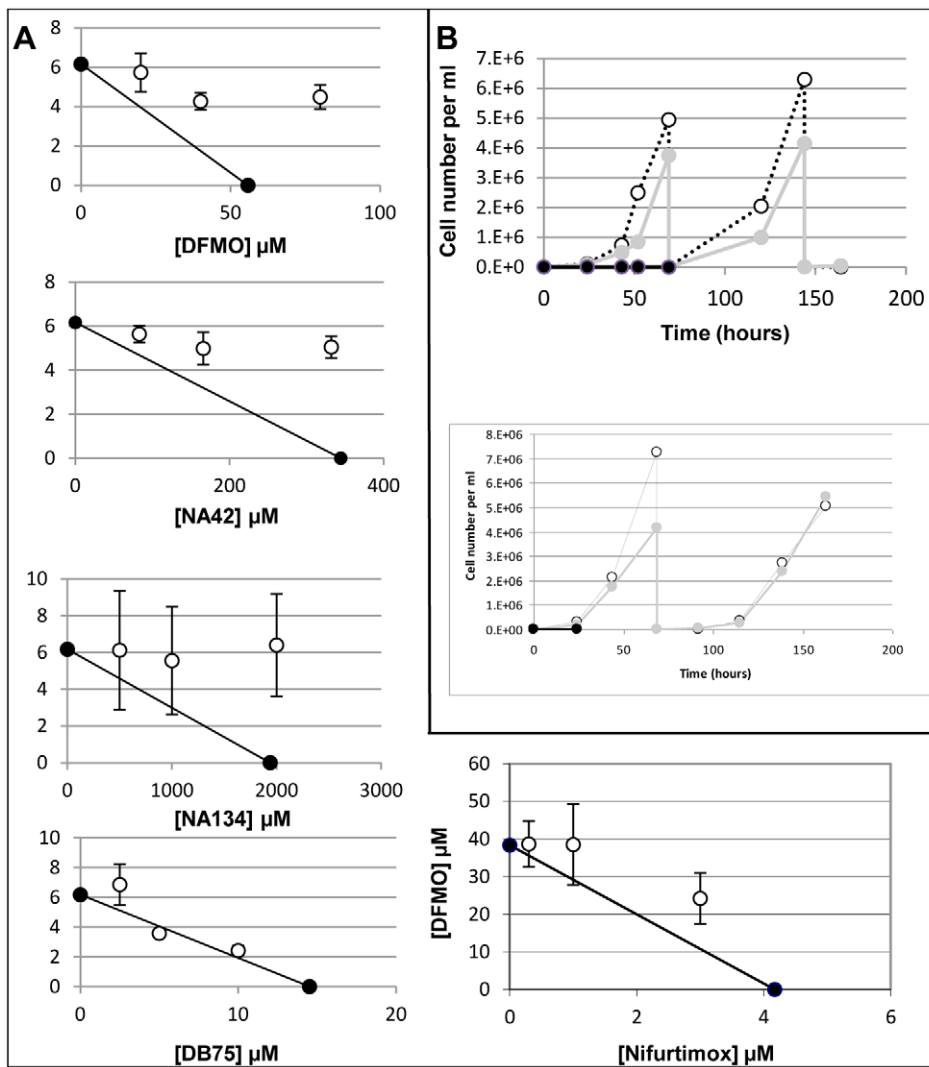 A
8
6
4
2
0
0 50 100
[DFMO] µM
8
6
4
2
0
0 200 400
[NA42] µM
10
8
6
4
2
0
0 1000 2000 3000
[NA134] µM
10
8
6
4
2
0
0 10 20
[DB75] µM
B
Cell number per ml
7.E+6
6.E+6
5.E+6
4.E+6
3.E+6
2.E+6
1.E+6
0.E+0
0 50 100 150 200
Time (hours)
Cell number per ml
8.E+06
7.E+06
6.E+06
5.E+06
4.E+06
3.E+06
2.E+06
1.E+06
0.E+00
0 50 100 150 200
Time (hours)
[DFMO] µM
60
50
40
30
20
10
0
0 2 4 6
[Nifurtimox] µM